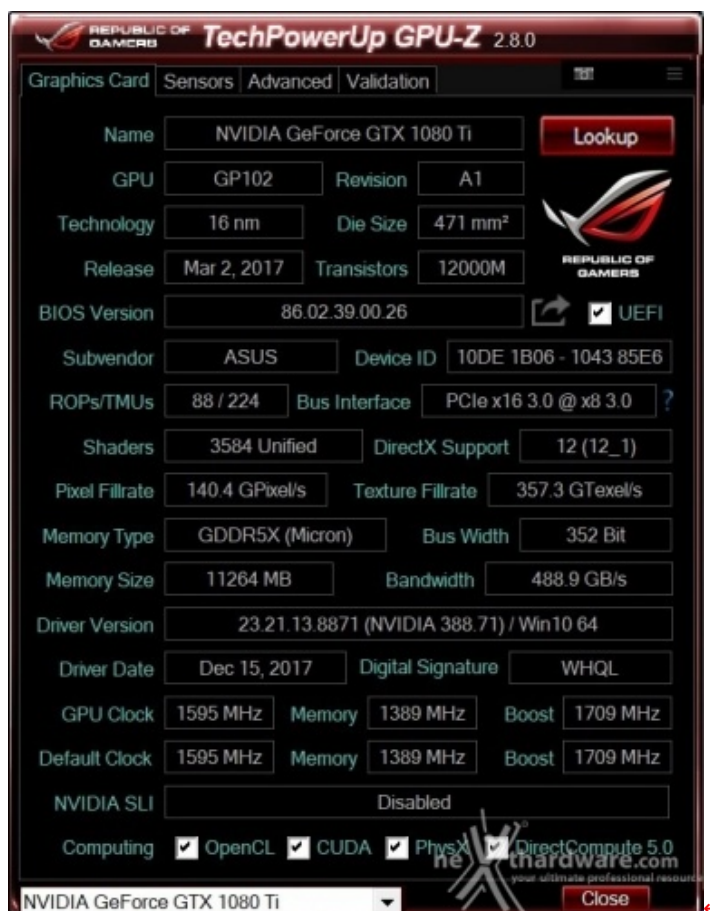 REPUBLIC OF GAMERS TechPowerUp GPU-Z 2.8.0
Graphics Card Sensors Advanced Validation
Name NVIDIA GeForce GTX 1080 Ti Lookup
GPU GP102 Revision A1
Technology 16 nm Die Size 471 mm²
REPUBLIC OF
GAMERS
Release Mar 2, 2017 Transistors 12000M
BIOS Version 86.02.39.00.26 UEFI
Subvendor ASUS Device ID 10DE 1B06 - 1043 85E6
ROPs/TMUs 88 / 224 Bus Interface PCIe x16 3.0 @ x8 3.0 ?
Shaders 3584 Unified DirectX Support 12 (12_1)
Pixel Fillrate 140.4 GPixel/s Texture Fillrate 357.3 GTexel/s
Memory Type GDDR5X (Micron) Bus Width 352 Bit
Memory Size 11264 MB Bandwidth 488.9 GB/s
Driver Version 23.21.13.8871 (NVIDIA 388.71) / Win10 64
Driver Date Dec 15, 2017 Digital Signature WHQL
GPU Clock 1595 MHz Memory 1389 MHz Boost 1709 MHz
Default Clock 1595 MHz Memory 1389 MHz Boost 1709 MHz
NVIDIA SLI Disabled
Computing OpenCL CUDA PhysX DirectCompute 5.0
nexthardware.com
your ultimate professional resource
NVIDIA GeForce GTX 1080 Ti Close